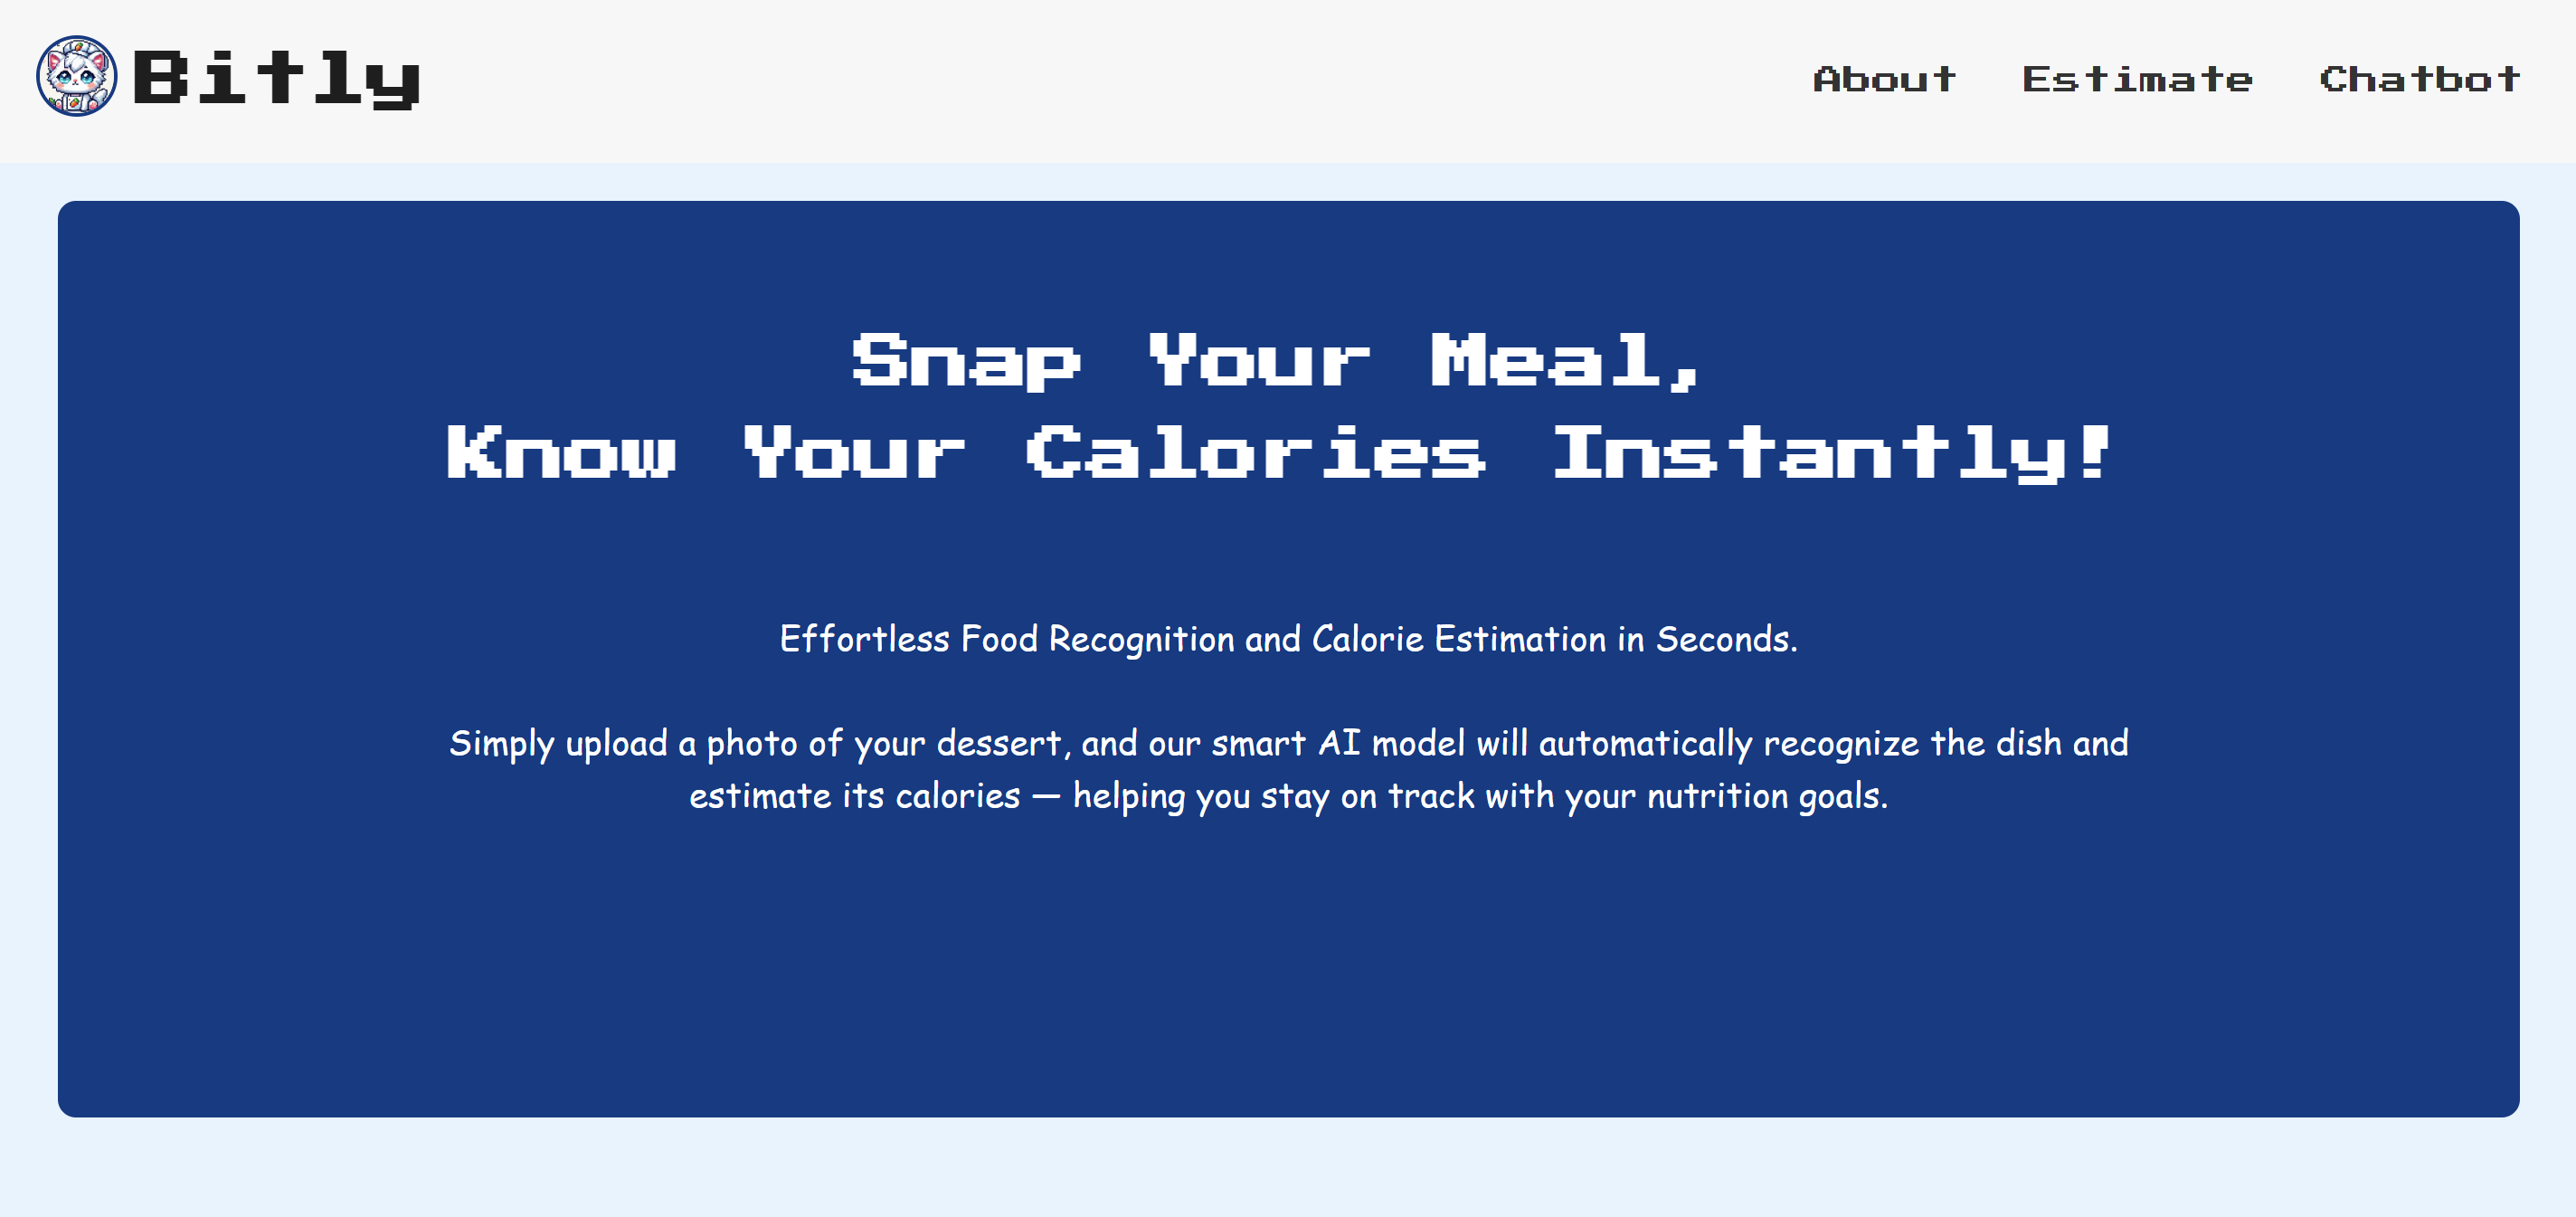 Bitly
About Estimate Chatbot
Snap Your Meal,
Know Your Calories Instantly!
Effortless Food Recognition and Calorie Estimation in Seconds.
Simply upload a photo of your dessert, and our smart AI model will automatically recognize the dish and
estimate its calories — helping you stay on track with your nutrition goals.